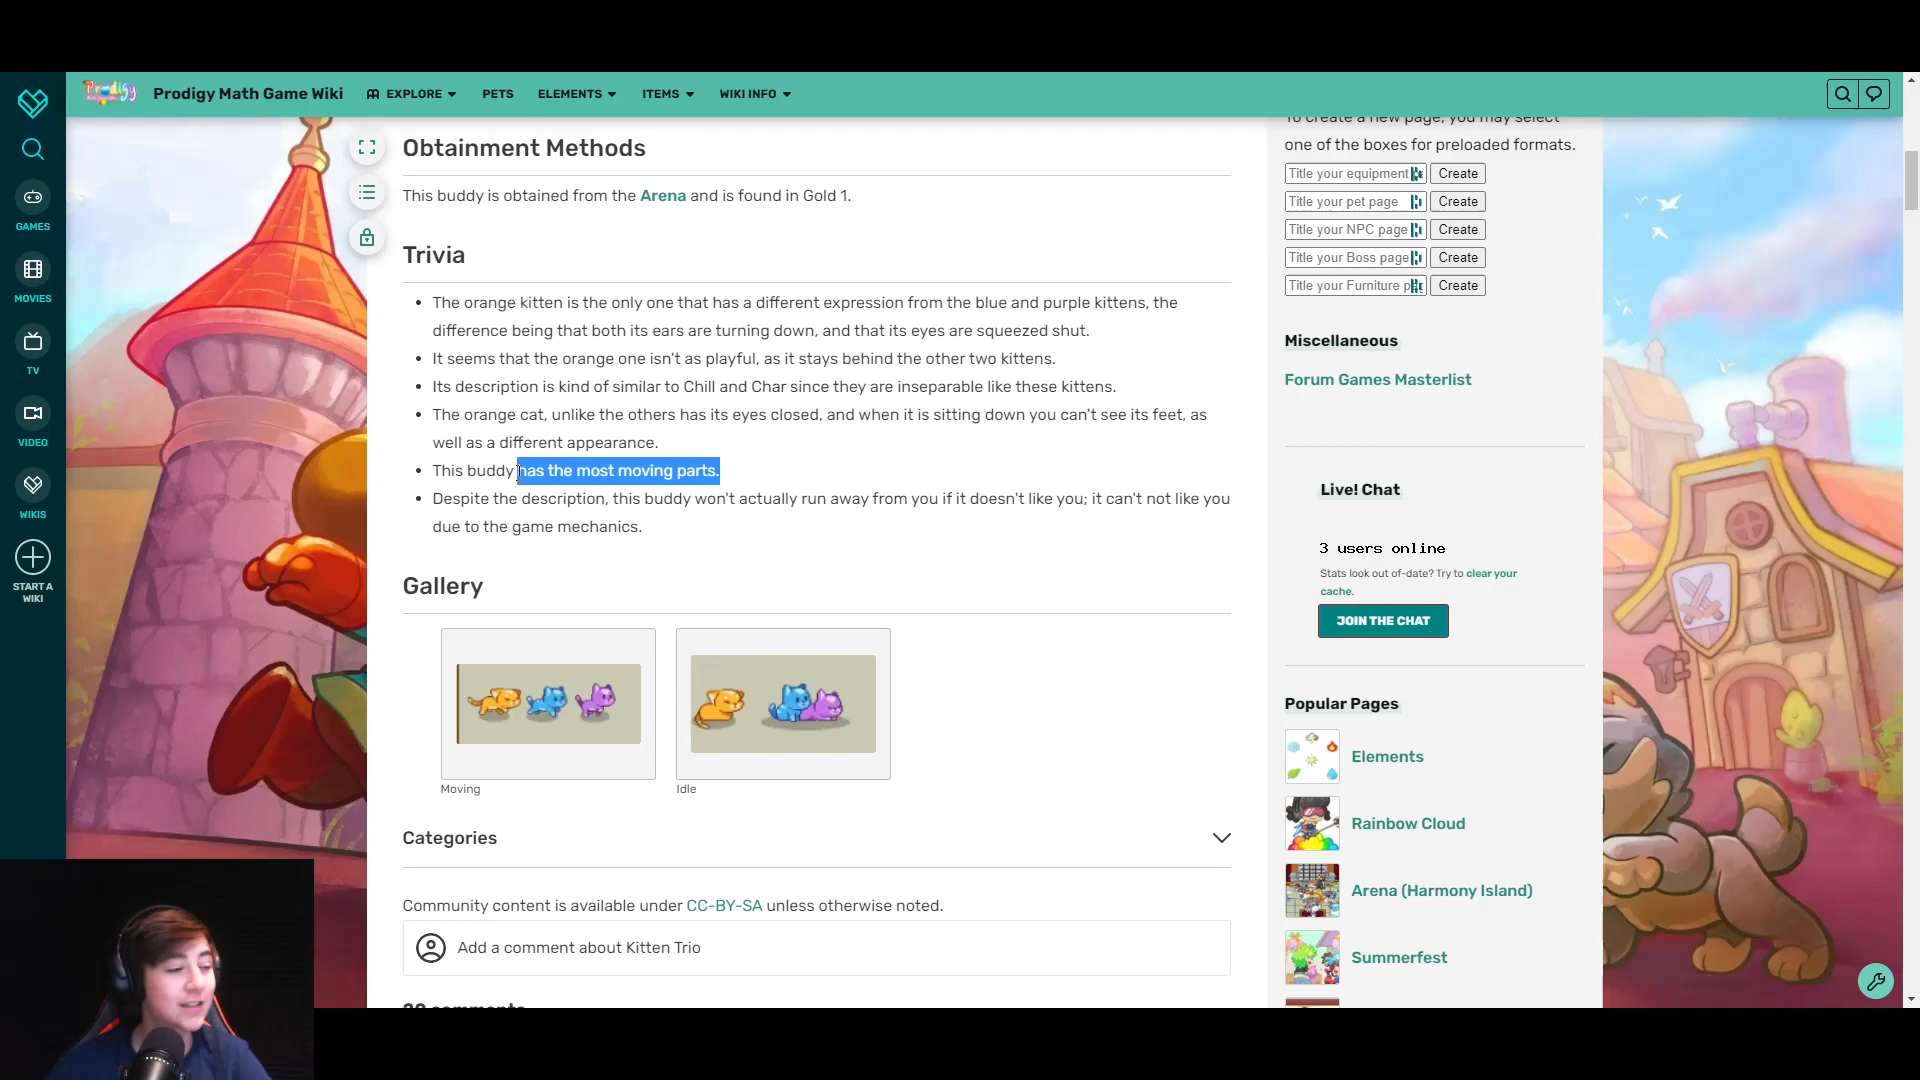 Prodigy
Prodigy Math Game Wiki
EXPLORE
PETS
ELEMENTS
ITEMS
WIKI INFO
GAMES
MOVIES
TV
VIDEO
WIKIS
START A
WIKI
Obtainment Methods
This buddy is obtained from the Arena and is found in Gold 1.
Trivia
• The orange kitten is the only one that has a different expression from the blue and purple kittens, the
difference being that both its ears are turning down, and that its eyes are squeezed shut.
• It seems that the orange one isn't as playful, as it stays behind the other two kittens.
• Its description is kind of similar to Chill and Char since they are inseparable like these kittens.
• The orange cat, unlike the others has its eyes closed, and when it is sitting down you can't see its feet, as
well as a different appearance.
• This buddy has the most moving parts.
• Despite the description, this buddy won't actually run away from you if it doesn't like you; it can't not like you
due to the game mechanics.
Gallery
Moving
Idle
Categories
Community content is available under CC-BY-SA unless otherwise noted.
Add a comment about Kitten Trio
comments
To create a new page, you may select
one of the boxes for preloaded formats.
Title your equipment Create
Title your pet page Create
Title your NPC page Create
Title your Boss page Create
Title your Furniture Create
Miscellaneous
Forum Games Masterlist
Live! Chat
3 users online
Stats look out-of-date? Try to clear your
cache.
JOIN THE CHAT
Popular Pages
Elements
Rainbow Cloud
Arena (Harmony Island)
Summerfest